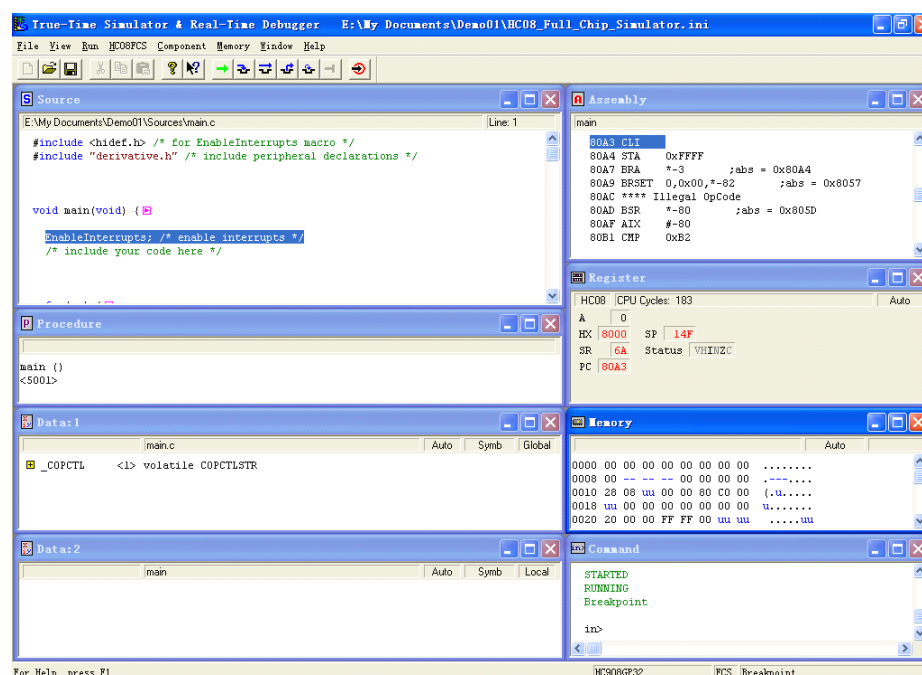 True-Time Simulator & Real-Time Debugger E:\My Documents\Demo01\HC08_Full_Chip_Simulator.ini
File View Run HC08FCS Component Memory Window Help
Source
E:\My Documents\Demo01\Sources\main.c Line: 1
#include <hidef.h> /* for EnableInterrupts macro */
#include "derivative.h" /* include peripheral declarations */
void main(void) {
EnableInterrupts; /* enable interrupts */
/* include your code here */
Procedure
main ()
<5001>
Data:1
main.c Auto Symb Global
_COPCTL <1> volatile COPCTLSTR
Data:2
main Auto Symb Local
Assembly
main
80A3 CLI
80A4 STA 0xFFFF
80A7 BRA *-3 ;abs = 0x80A4
80A9 BRSET 0,0x00,*-82 ;abs = 0x8057
80AC **** Illegal OpCode
80AD BSR *-80 ;abs = 0x805D
80AF AIX #-80
80B1 CMP 0xB2
Register
HC08 CPU Cycles: 183 Auto
A 0
HX 8000 SP 14F
SR 6A Status VHINZC
PC 80A3
Memory
Auto
0000 00 00 00 00 00 00 00 00 ........
0008 00 -- -- -- 00 00 00 00 .---....
0010 28 08 uu 00 00 80 C0 00 (.u.....
0018 uu 00 00 00 00 00 00 00 u.......
0020 20 00 00 FF FF 00 uu uu .....uu
Command
STARTED
RUNNING
Breakpoint
in>
For Help, press F1
HC908GP32 FCS Breakpoint